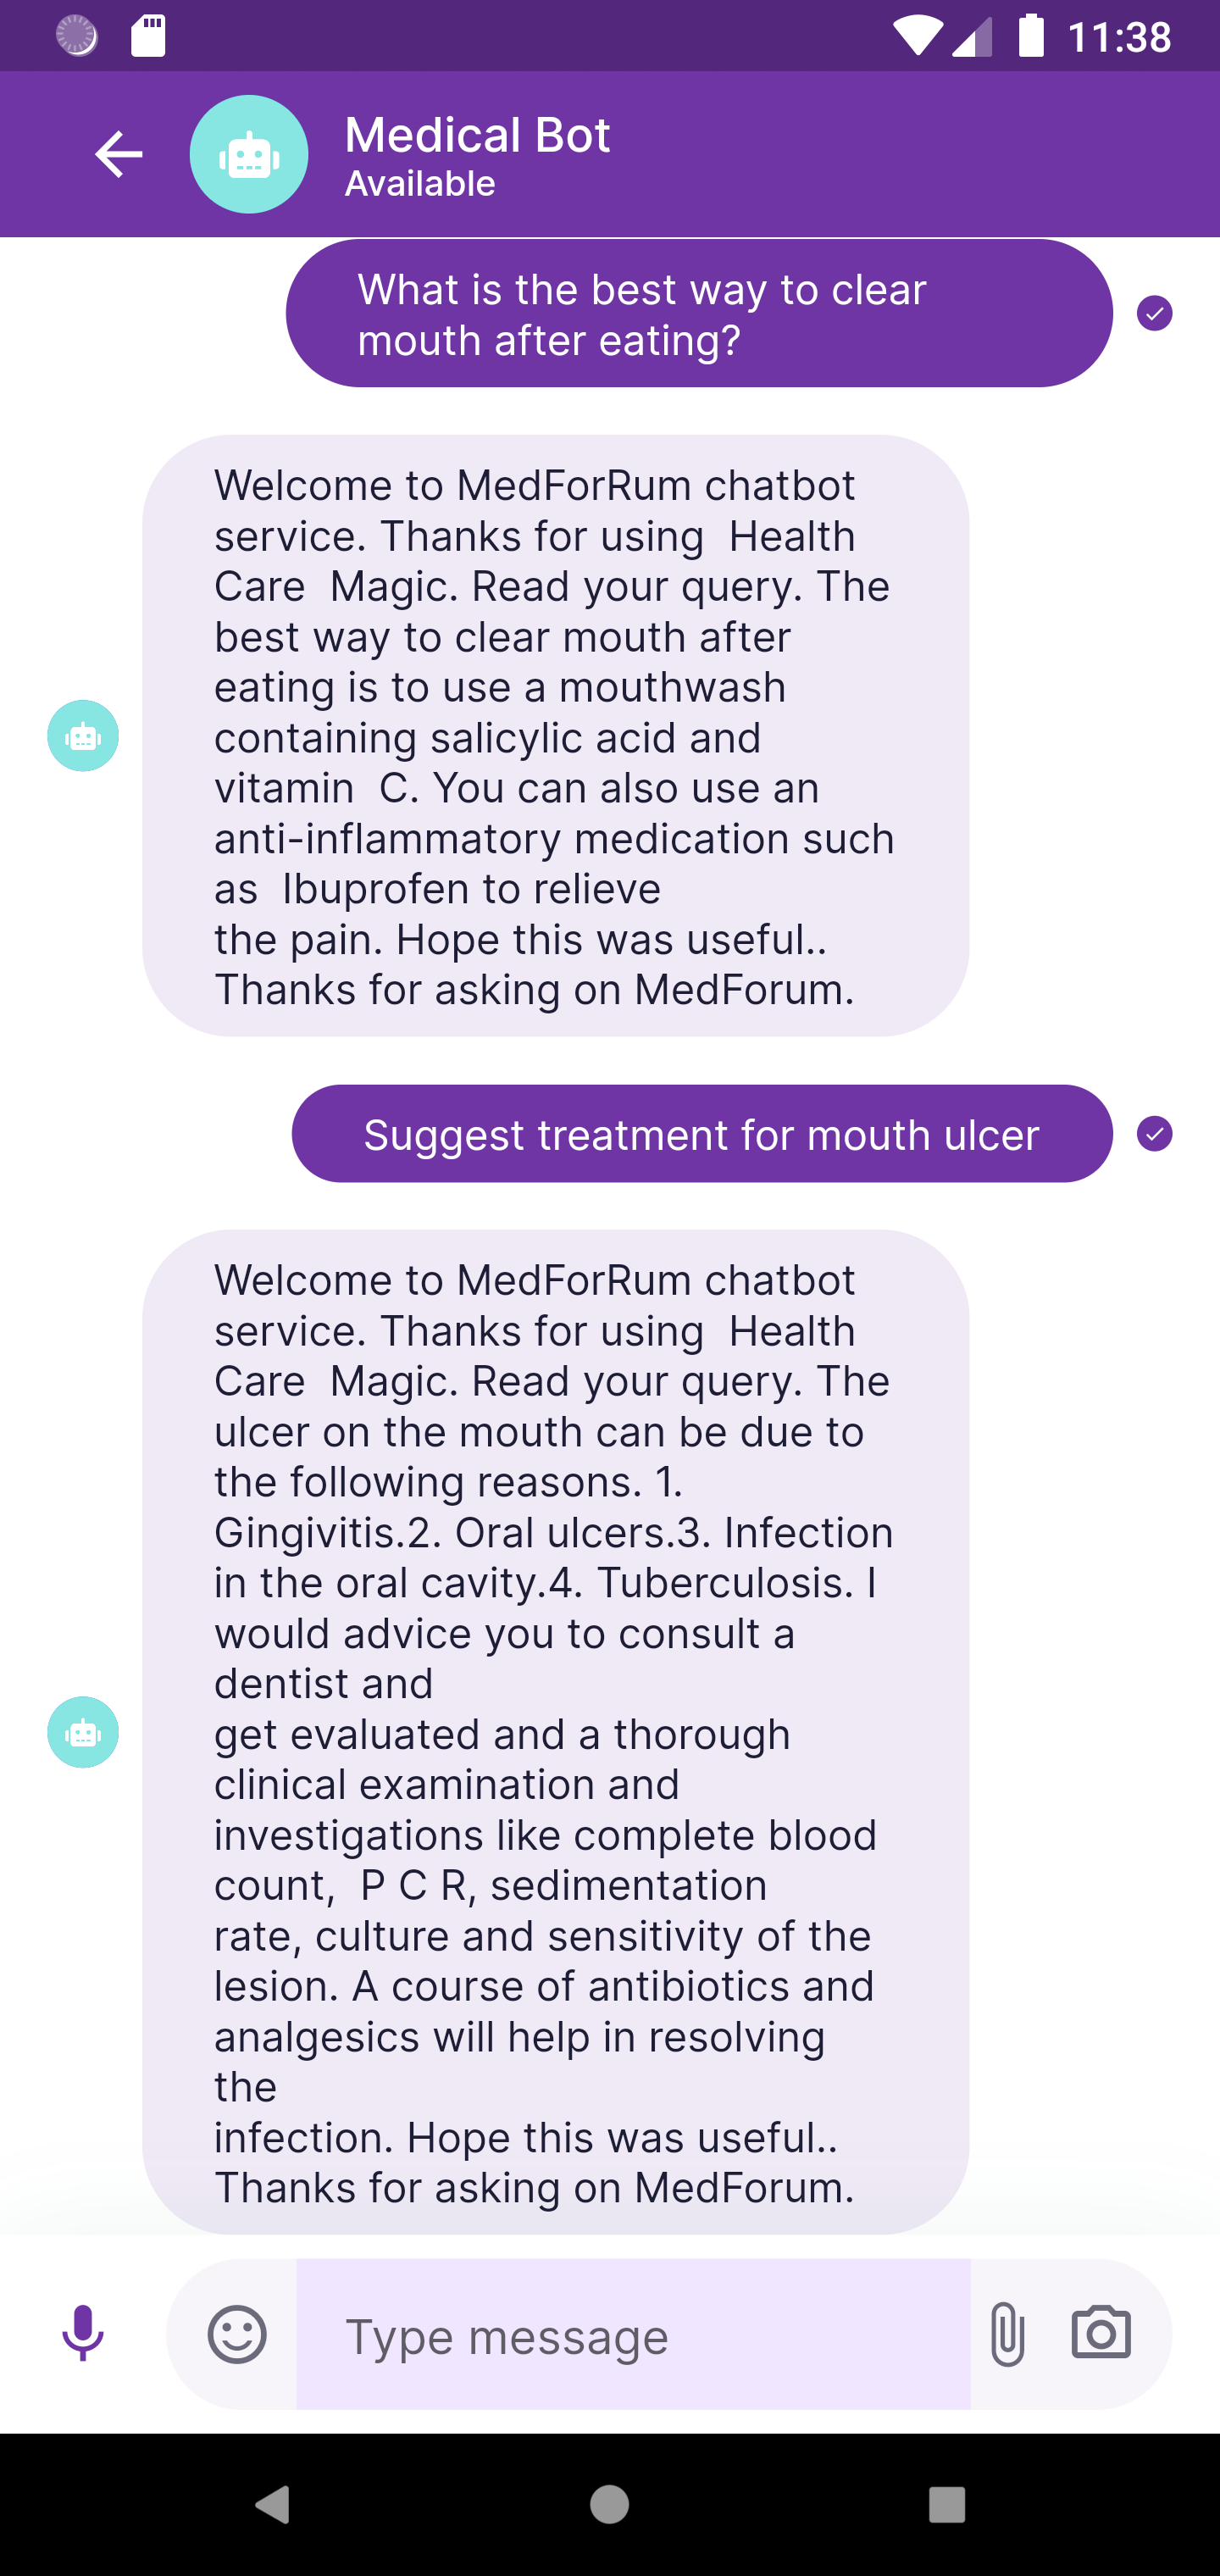 11:38
Medical Bot
Available
What is the best way to clear
mouth after eating?
Welcome to MedForRum chatbot
service. Thanks for using  Health
Care  Magic. Read your query. The
best way to clear mouth after
eating is to use a mouthwash
containing salicylic acid and
vitamin  C. You can also use an
anti-inflammatory medication such
as  Ibuprofen to relieve
the pain. Hope this was useful..
Thanks for asking on MedForum.
Suggest treatment for mouth ulcer
Welcome to MedForRum chatbot
service. Thanks for using  Health
Care  Magic. Read your query. The
ulcer on the mouth can be due to
the following reasons. 1.
Gingivitis.2. Oral ulcers.3. Infection
in the oral cavity.4. Tuberculosis. I
would advice you to consult a
dentist and
get evaluated and a thorough
clinical examination and
investigations like complete blood
count,  P C R, sedimentation
rate, culture and sensitivity of the
lesion. A course of antibiotics and
analgesics will help in resolving
the
infection. Hope this was useful..
Thanks for asking on MedForum.
Type message